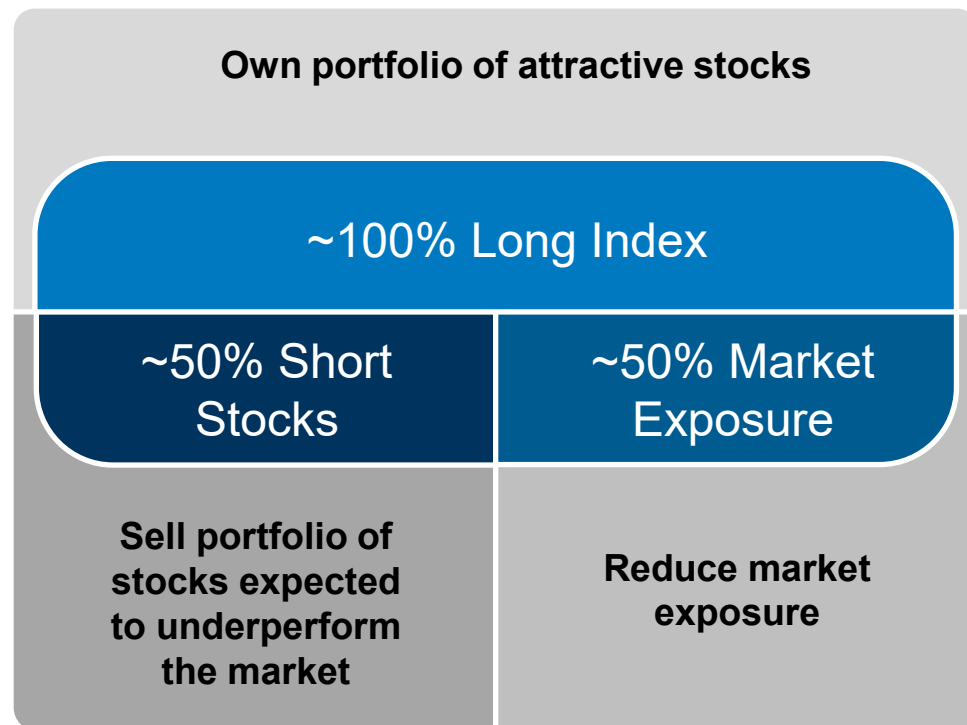 Own portfolio of attractive stocks
~100% Long Index
~50% Short
Stocks
~50% Market
Exposure
Sell portfolio of
stocks expected
to underperform
the market
Reduce market
exposure